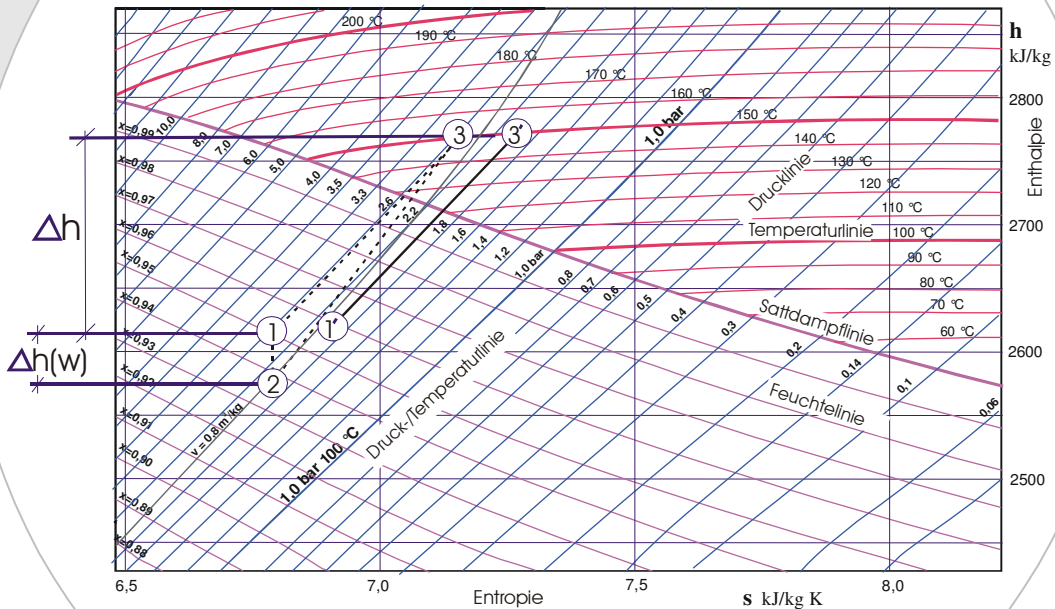 200 °C
190 °C
180 °C
170 °C
160 °C
150 °C
140 °C
130 °C
120 °C
110 °C
100 °C
90 °C
80 °C
70 °C
60 °C
h
kJ/kg
2800
2700
2600
2500
Enthalpie
1,0 bar
Drucklinie
Temperaturlinie
Sattdampflinie
Feuchtelinie
Druck-/Temperaturlinie
1,0 bar 100 °C
v = 0.8 m³/kg
x=0,99
x=0,98
x=0,97
x=0,96
x=0,95
x=0,94
x=0,93
x=0,92
x=0,91
x=0,90
x=0,89
x=0,88
10,0
8,0
7,0
6,0
5,0
4,0
3,5
3,3
2,6
2,2
1,8
1,6
1,4
1,2
1,0 bar
0,8
0,7
0,6
0,5
0,4
0,3
0,2
0,14
0,1
0,06
3
3'
1
1'
2
Δh
Δh(w)
6,5
7,0
7,5
8,0
Entropie
s kJ/kg K